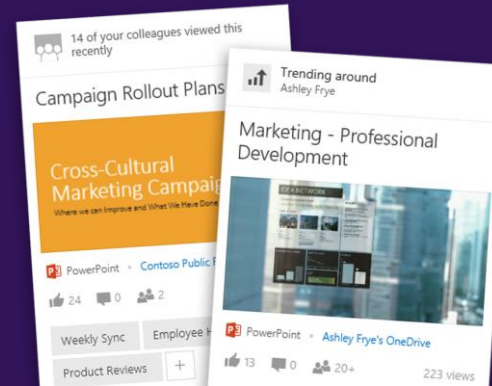 14 of your colleagues viewed this
recently
Campaign Rollout Plans
Cross-Cultural
Marketing Campaig
Where we can Improve and What We Have Done
PowerPoint • Contoso Public
24 0 2
Weekly Sync Employee
Product Reviews +
Trending around
Ashley Frye
Marketing - Professional
Development
IDEA NETWORK
PowerPoint • Ashley Frye's OneDrive
13 0 20+ 223 views